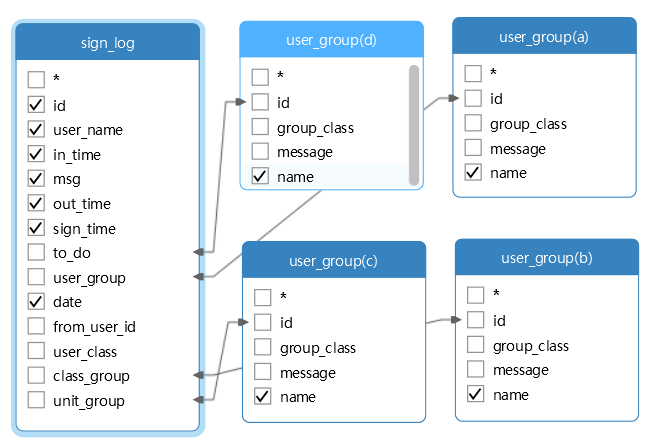 sign_log
*
id
user_name
in_time
msg
out_time
sign_time
to_do
user_group
date
from_user_id
user_class
class_group
unit_group
user_group(d)
*
id
group_class
message
name
user_group(a)
*
id
group_class
message
name
user_group(c)
*
id
group_class
message
name
user_group(b)
*
id
group_class
message
name